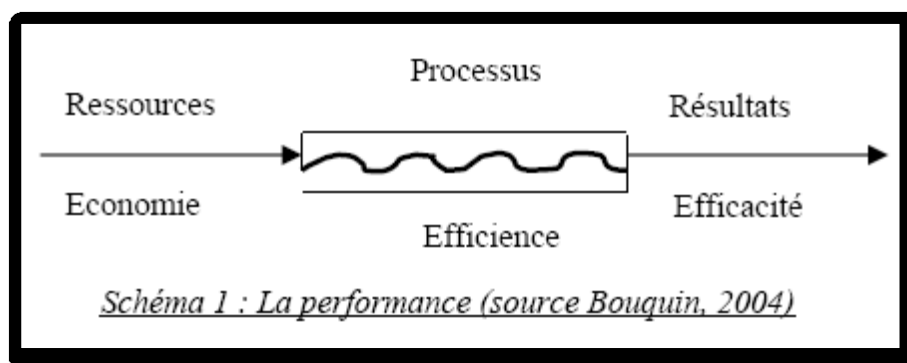 Processus
Ressources
Résultats
Economie
Efficacité
Efficience
Schéma 1 : La performance (source Bouquin, 2004)